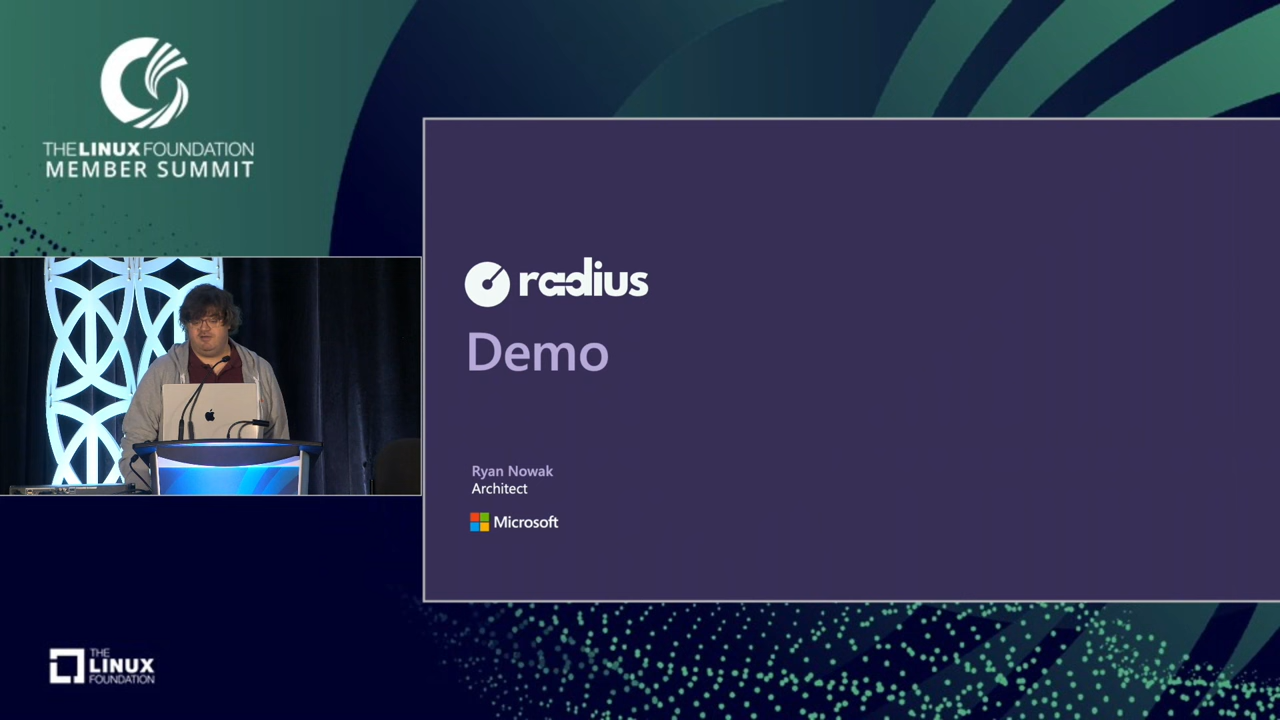 THE LINUX FOUNDATION
MEMBER SUMMIT
radius
Demo
Ryan Nowak
Architect
Microsoft
THE
LINUX
FOUNDATION